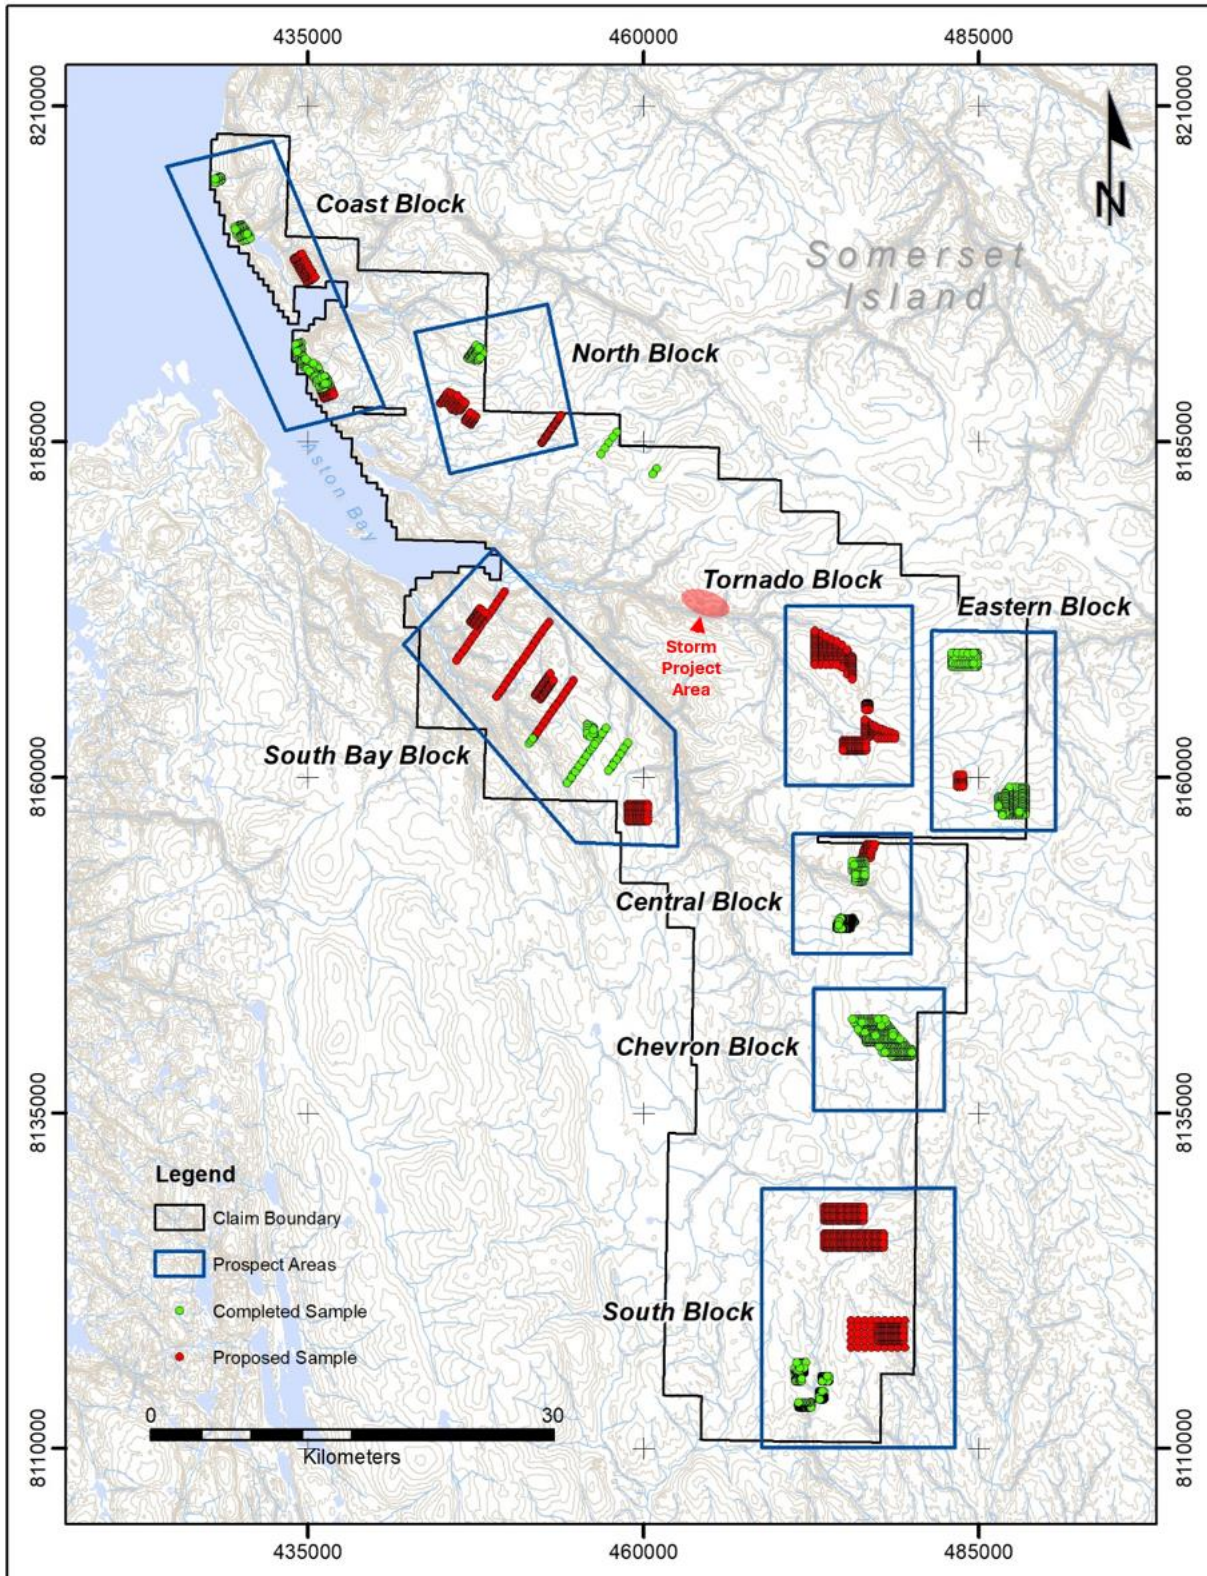 435000
460000
485000
8210000
8210000
Coast Block
N
Somerset
Island
North Block
8185000
8185000
Aston Bay
Tornado Block
Eastern Block
Storm
Project
Area
South Bay Block
8160000
8160000
Central Block
Chevron Block
8135000
8135000
Legend
Claim Boundary
Prospect Areas
Completed Sample
Proposed Sample
South Block
0
30
Kilometers
8110000
8110000
435000
460000
485000